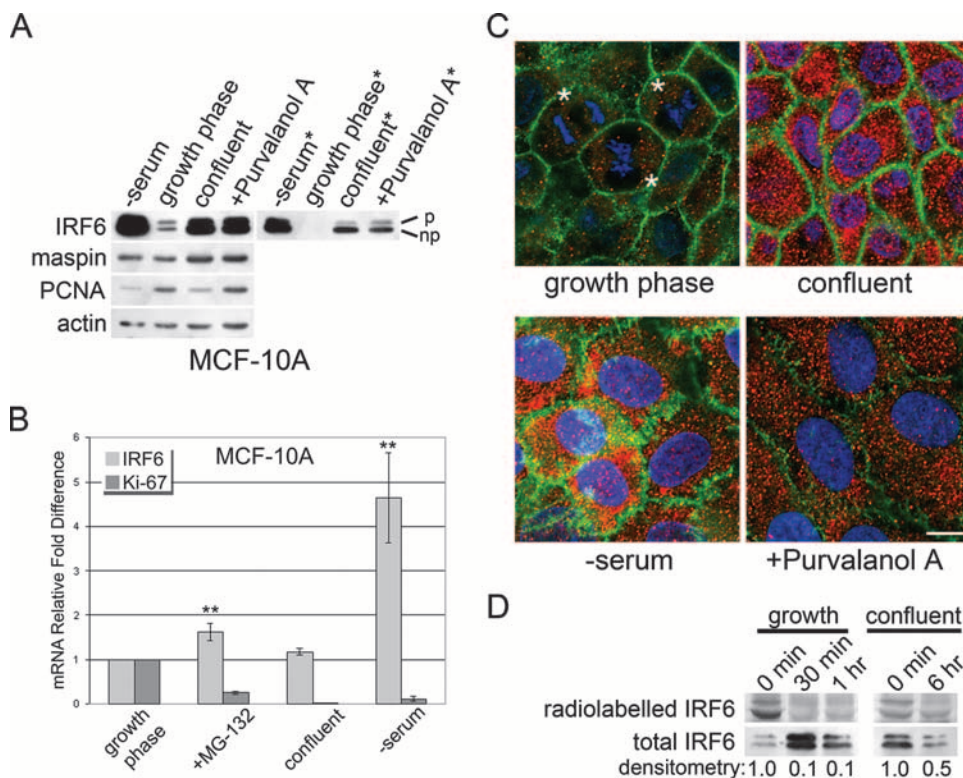 A
-serum
growth phase
confluent
+Purvalanol A
-serum*
growth phase*
confluent*
+Purvalanol A*
IRF6
p
np
maspin
PCNA
actin
MCF-10A
B
MCF-10A
IRF6
Ki-67
mRNA Relative Fold Difference
6
5
4
3
2
1
0
**
**
growth phase
+MG-132
confluent
-serum
C
*
*
*
growth phase
confluent
-serum
+Purvalanol A
D
growth
confluent
0 min
30 min
1 hr
0 min
6 hr
radiolabelled IRF6
total IRF6
densitometry: 1.0 0.1 0.1 1.0 0.5